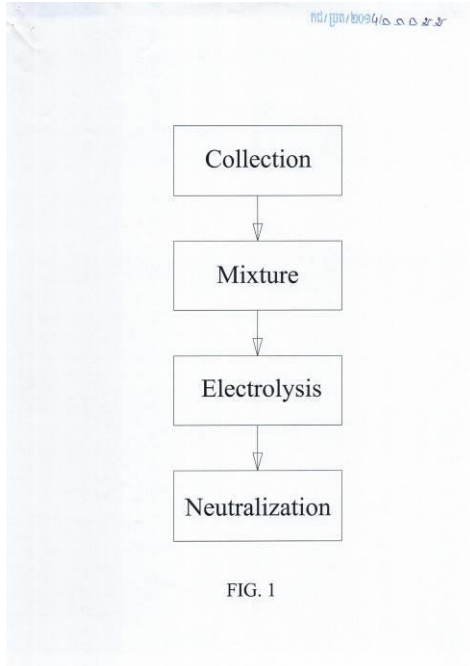 Collection
Mixture
Electrolysis
Neutralization
FIG. 1